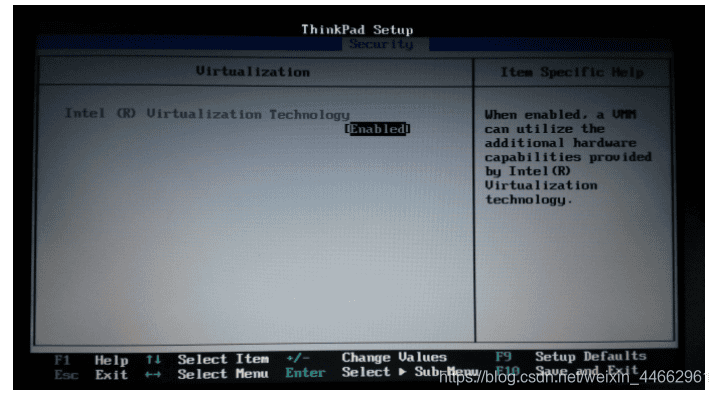 ThinkPad Setup
Security
Virtualization
Item Specific Help
Intel (R) Virtualization Technology
[Enabled]
When enabled, a VMM
can utilize the
additional hardware
capabilities provided
by Intel(R)
Virtualization
technology.
F1 Help ↑↓ Select Item +/- Change Values F9 Setup Defaults
Esc Exit ←→ Select Menu Enter Select ▶ Sub-Menu F10 Save and Exit
https://blog.csdn.net/weixin_44662961